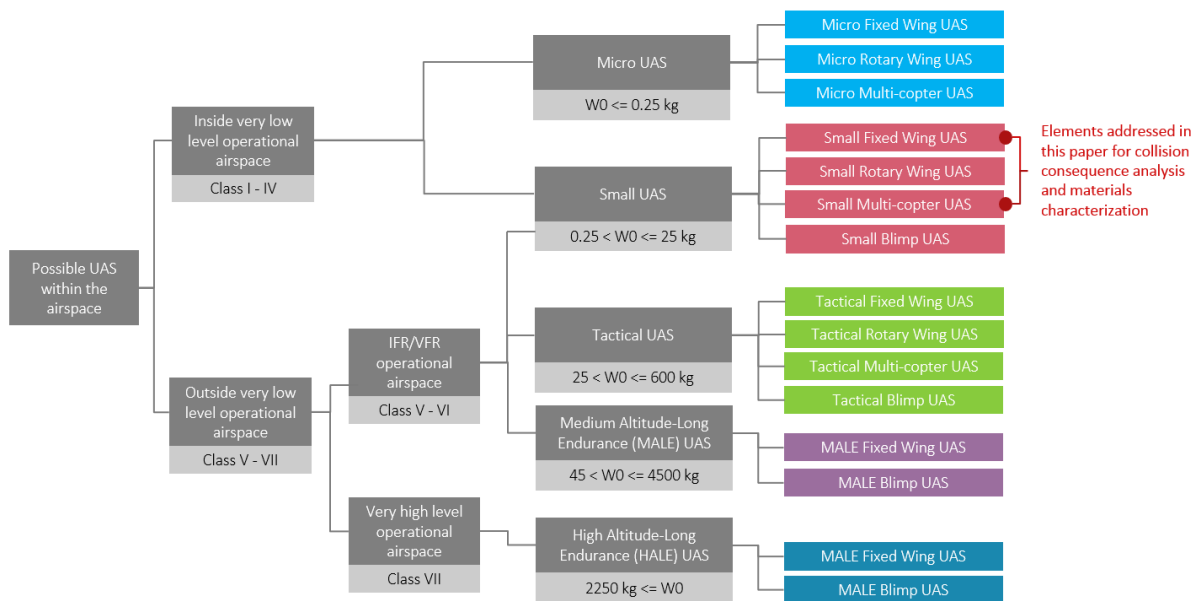 Possible UAS
within the
airspace
Inside very low
level operational
airspace
Class I - IV
Outside very low
level operational
airspace
Class V - VII
IFR/VFR
operational
airspace
Class V - VI
Very high level
operational
airspace
Class VII
Micro UAS
W0 <= 0.25 kg
Small UAS
0.25 < W0 <= 25 kg
Tactical UAS
25 < W0 <= 600 kg
Medium Altitude-Long
Endurance (MALE) UAS
45 < W0 <= 4500 kg
High Altitude-Long
Endurance (HALE) UAS
2250 kg <= W0
Micro Fixed Wing UAS
Micro Rotary Wing UAS
Micro Multi-copter UAS
Small Fixed Wing UAS
Small Rotary Wing UAS
Small Multi-copter UAS
Small Blimp UAS
Tactical Fixed Wing UAS
Tactical Rotary Wing UAS
Tactical Multi-copter UAS
Tactical Blimp UAS
MALE Fixed Wing UAS
MALE Blimp UAS
MALE Fixed Wing UAS
MALE Blimp UAS
Elements addressed in
this paper for collision
consequence analysis
and materials
characterization